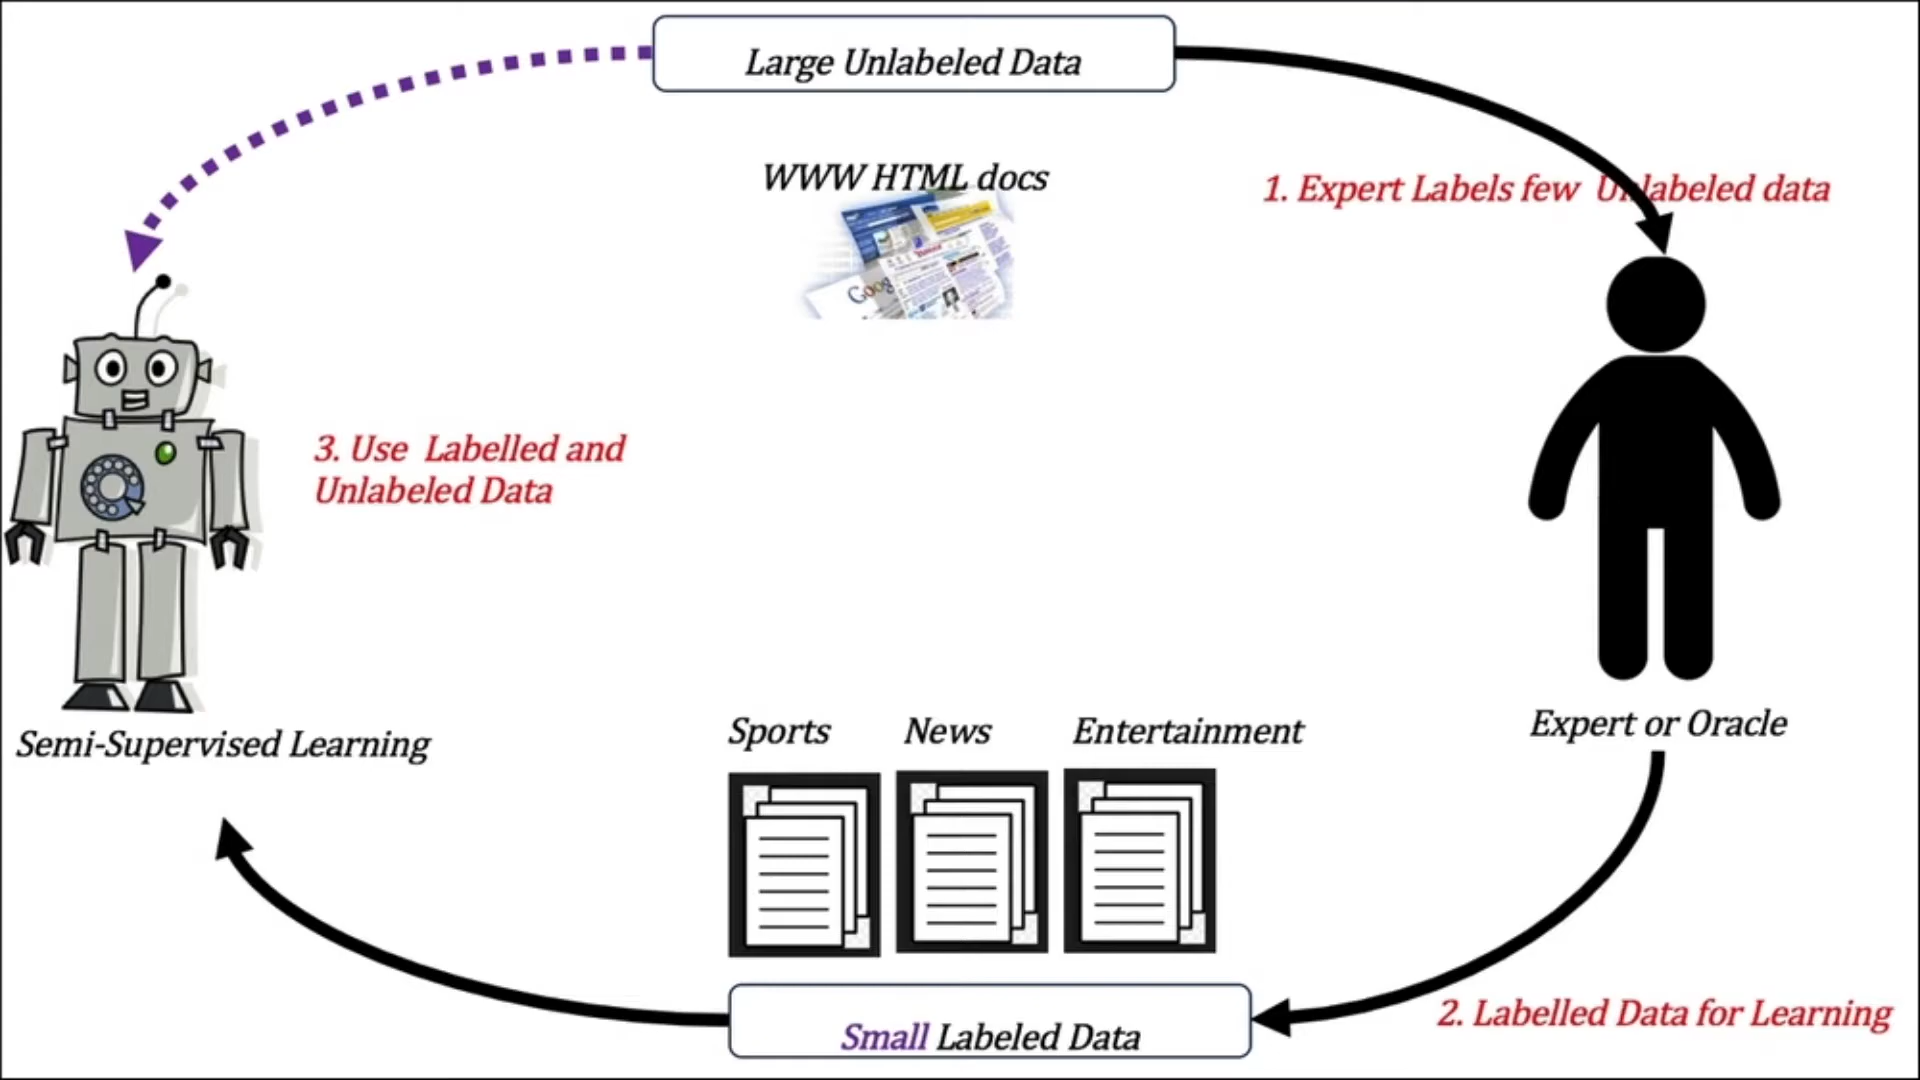 Large Unlabeled Data
WWW HTML docs
1. Expert Labels few Unlabeled data
3. Use Labelled and
Unlabeled Data
Semi-Supervised Learning
Sports
News
Entertainment
Expert or Oracle
2. Labelled Data for Learning
Small Labeled Data